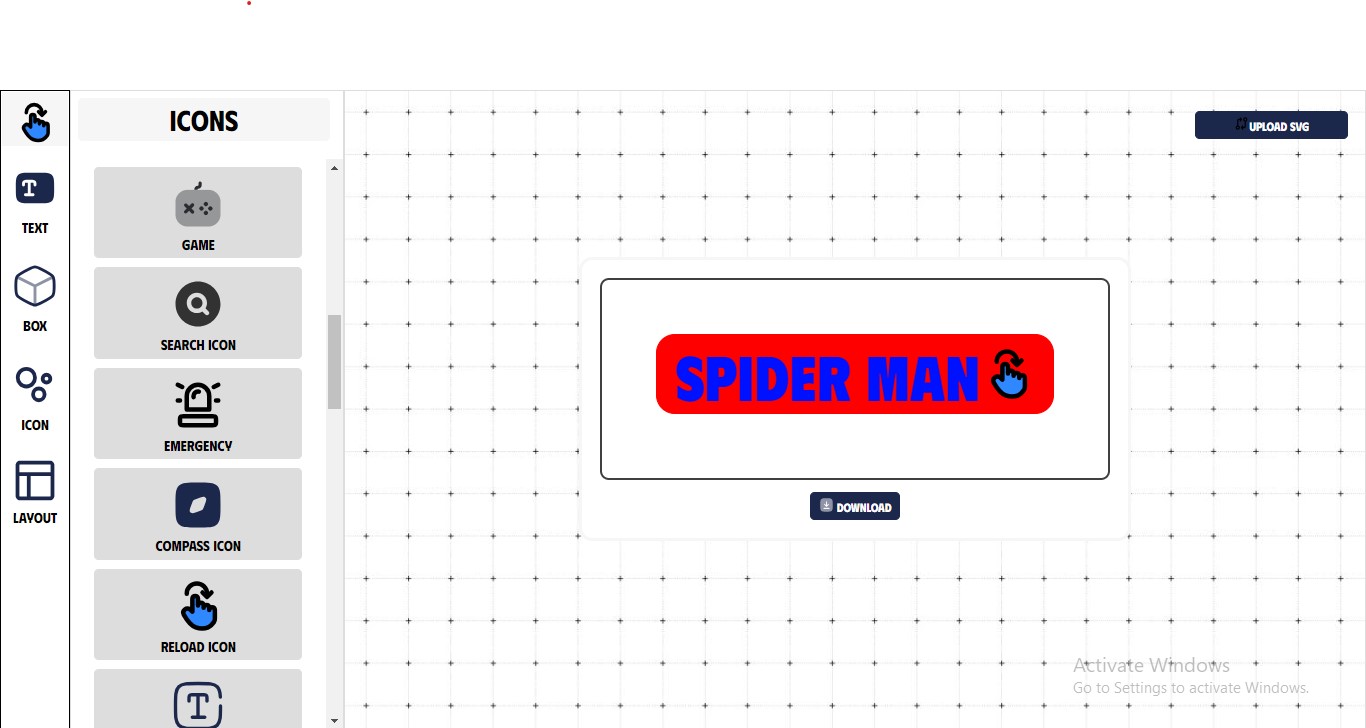 ICONS
UPLOAD SVG
TEXT
BOX
ICON
LAYOUT
GAME
SEARCH ICON
EMERGENCY
COMPASS ICON
RELOAD ICON
SPIDER MAN
DOWNLOAD
Activate Windows
Go to Settings to activate Windows.